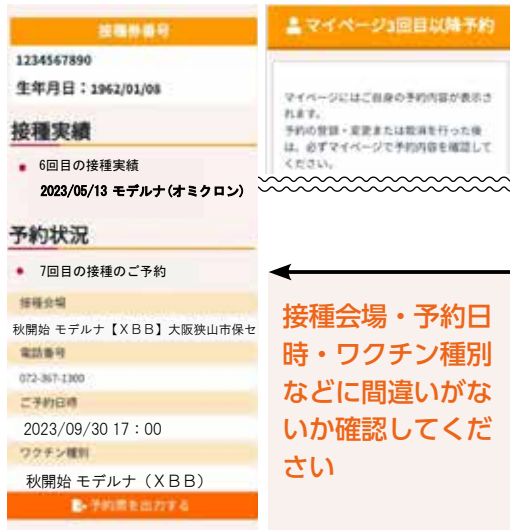 接種券番号
1234567890
生年月日：1962/01/08
接種実績
6回目の接種実績
2023/05/13 モデルナ(オミクロン)
予約状況
7回目の接種のご予約
接種会場
秋開始 モデルナ【ＸＢＢ】大阪狭山市保セ
電話番号
072-367-1300
ご予約日時
2023/09/30 17：00
ワクチン種別
秋開始 モデルナ（ＸＢＢ）
予約票を出力する
マイページ3回目以降予約
マイページにはご自身の予約内容が表示さ
れます。
予約の登録・変更または取消を行った後
は、必ずマイページで予約内容を確認して
ください。
接種会場・予約日
時・ワクチン種別
などに間違いがな
いか確認してくだ
さい